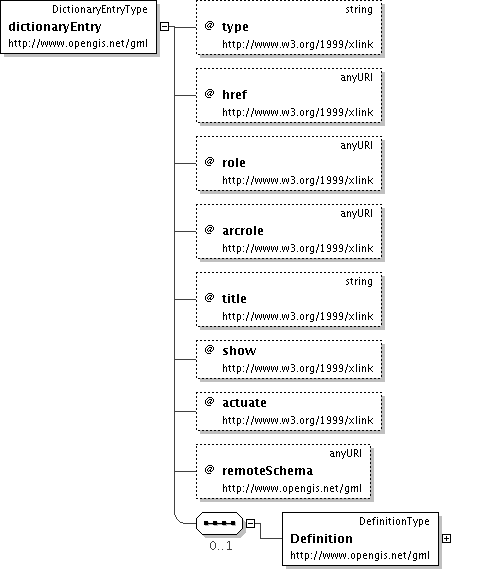 DictionaryEntryType
dictionaryEntry
http://www.opengis.net/gml
string
@ type
http://www.w3.org/1999/xlink
anyURI
@ href
http://www.w3.org/1999/xlink
anyURI
@ role
http://www.w3.org/1999/xlink
anyURI
@ arcrole
http://www.w3.org/1999/xlink
string
@ title
http://www.w3.org/1999/xlink
@ show
http://www.w3.org/1999/xlink
@ actuate
http://www.w3.org/1999/xlink
anyURI
@ remoteSchema
http://www.opengis.net/gml
0..1
DefinitionType
Definition
http://www.opengis.net/gml